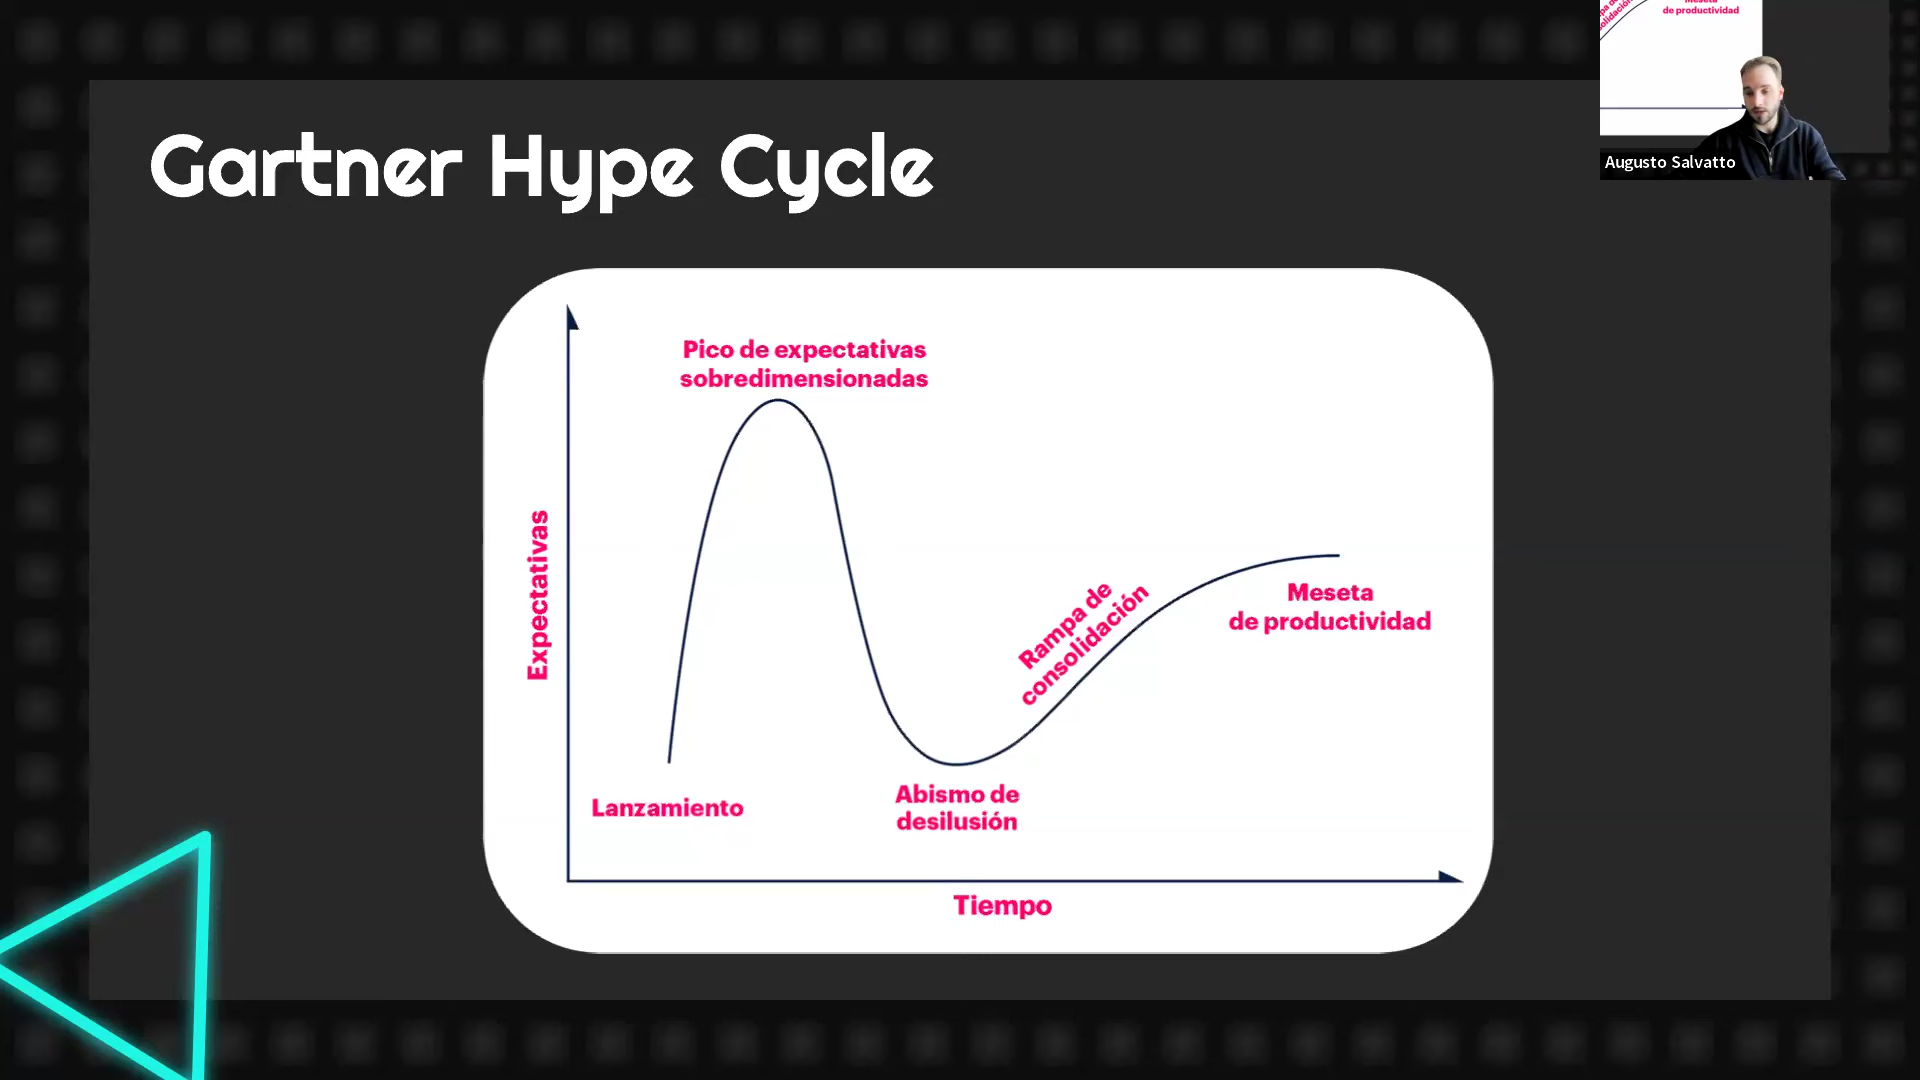 Meseta
de productividad
Augusto Salvatto
Gartner Hype Cycle
Pico de expectativas
sobredimensionadas
Expectativas
Rampa de
consolidación
Meseta
de productividad
Lanzamiento
Abismo de
desilusión
Tiempo